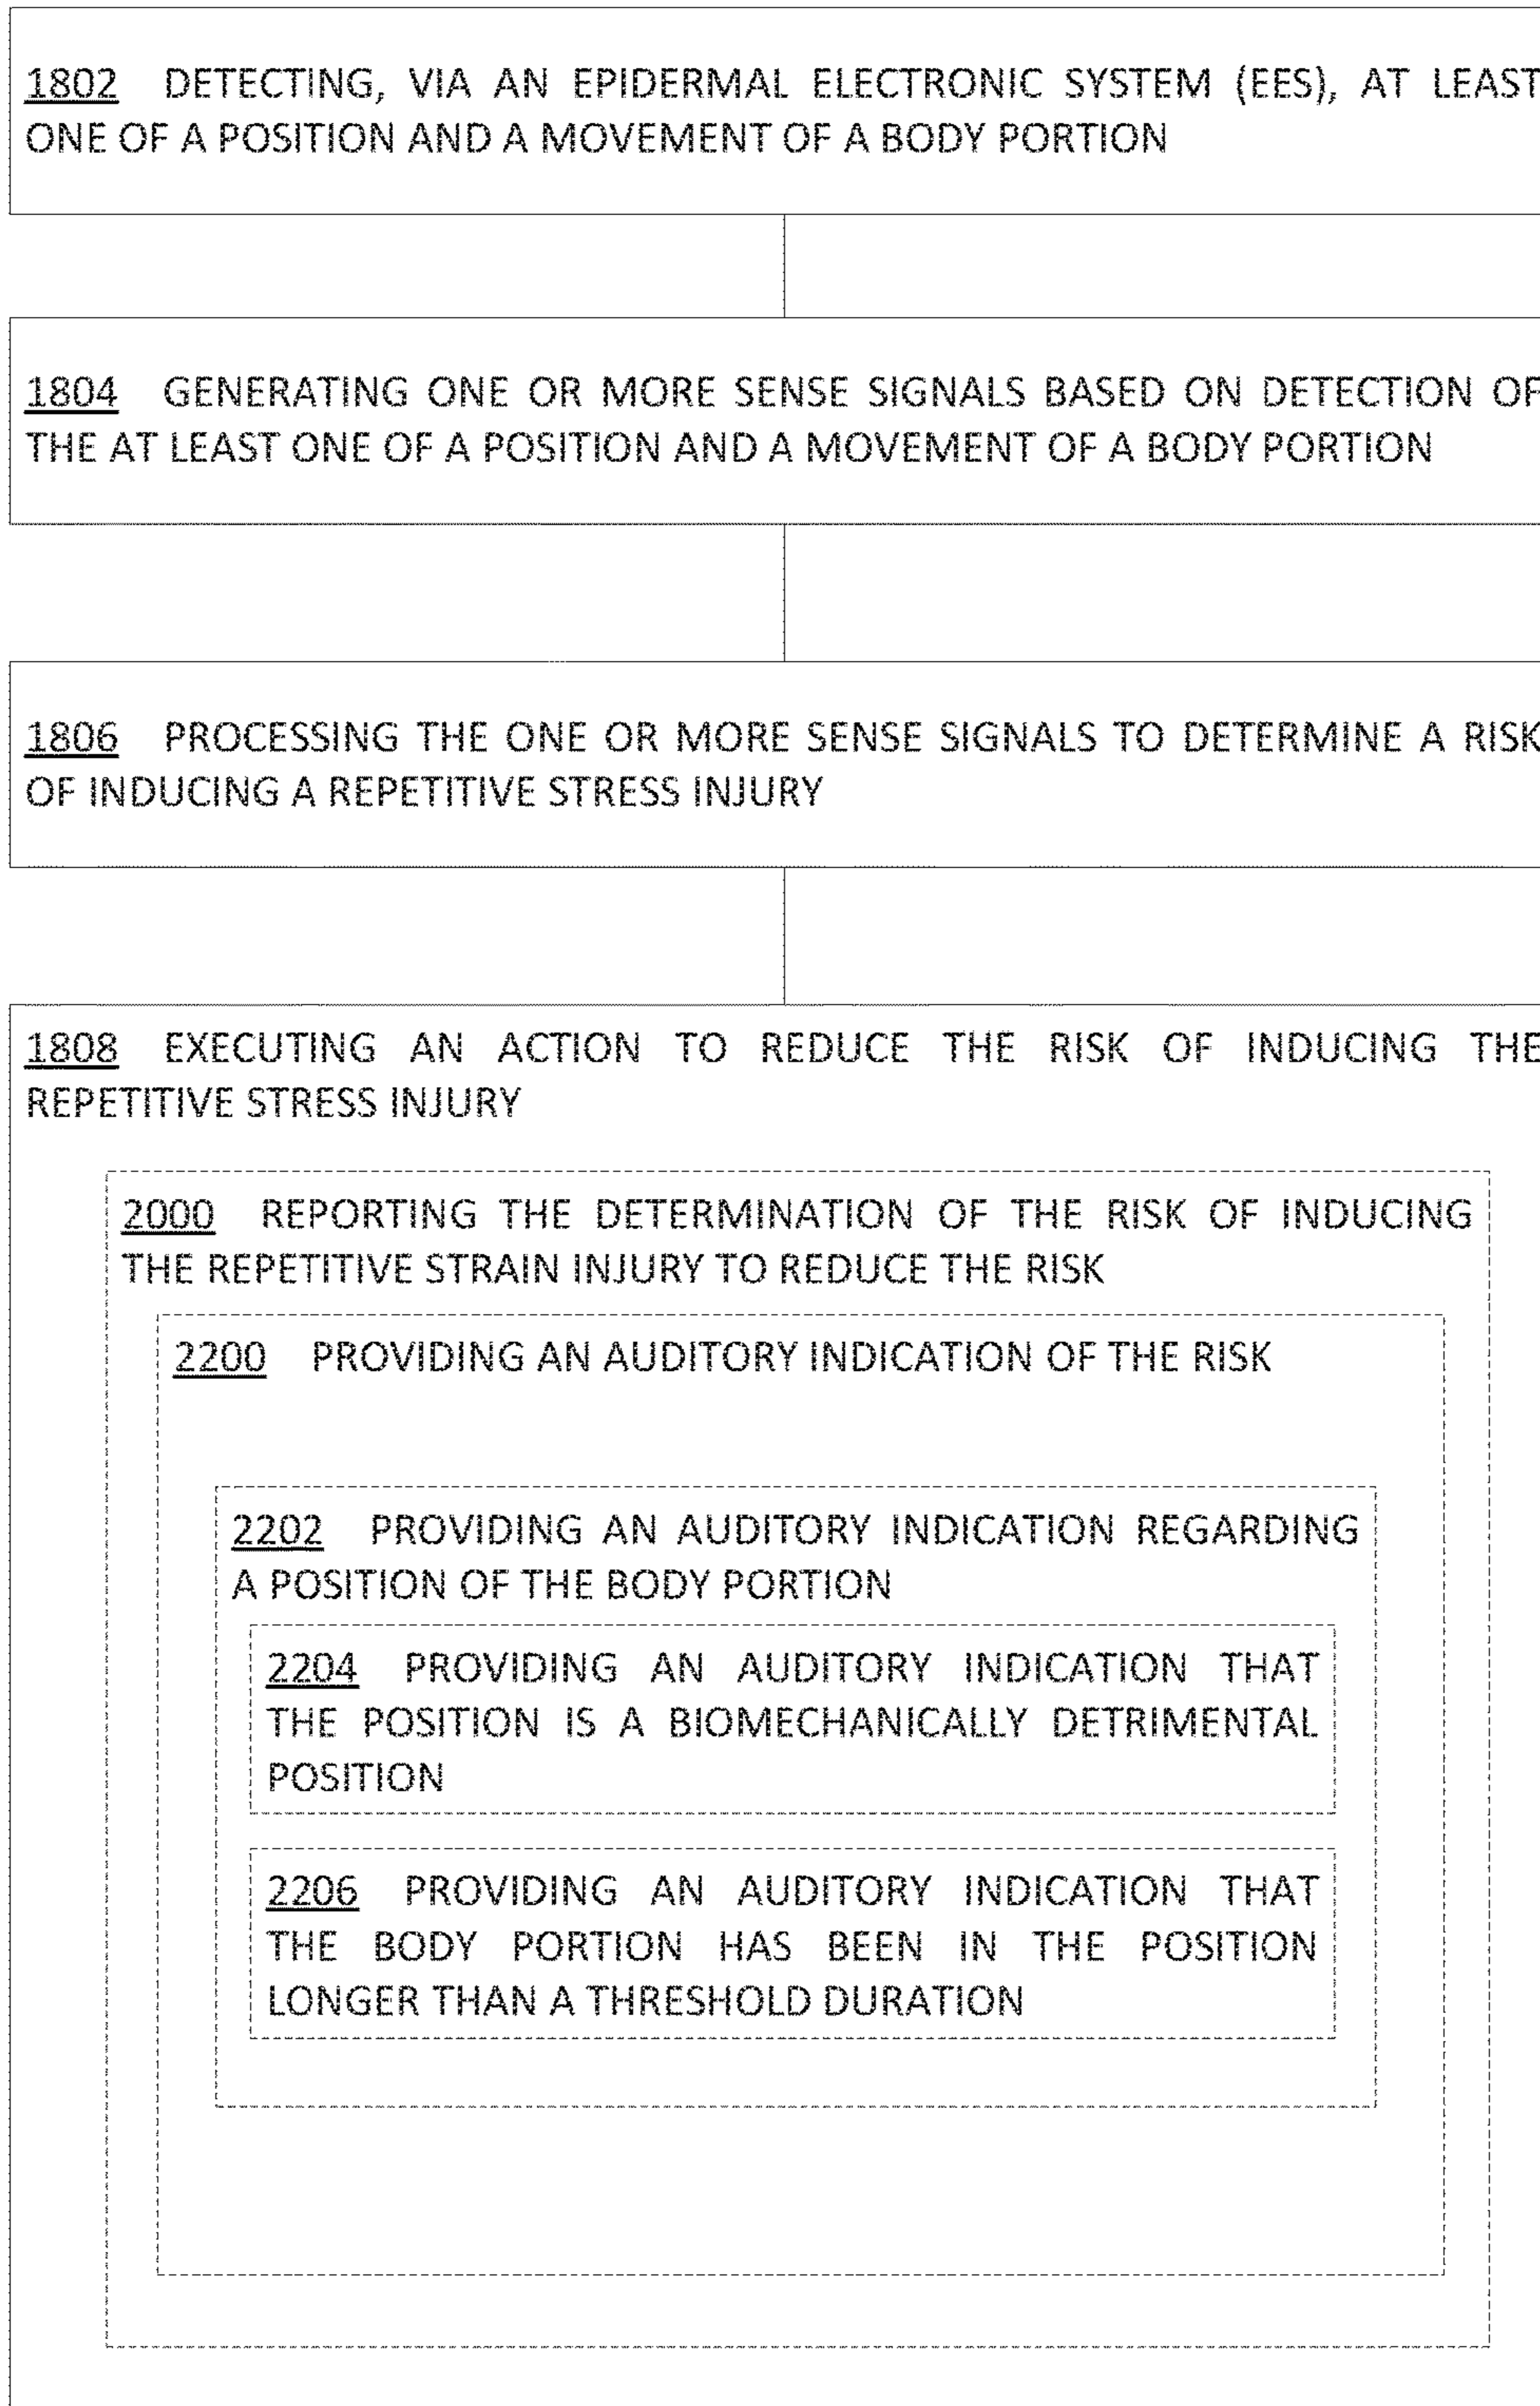 1802 DETECTING, VIA AN EPIDERMAL ELECTRONIC SYSTEM (EES), AT LEAST
ONE OF A POSITION AND A MOVEMENT OF A BODY PORTION
1804 GENERATING ONE OR MORE SENSE SIGNALS BASED ON DETECTION OF
THE AT LEAST ONE OF A POSITION AND A MOVEMENT OF A BODY PORTION
1806 PROCESSING THE ONE OR MORE SENSE SIGNALS TO DETERMINE A RISK
OF INDUCING A REPETITIVE STRESS INJURY
1808 EXECUTING AN ACTION TO REDUCE THE RISK OF INDUCING THE
REPETITIVE STRESS INJURY
2000 REPORTING THE DETERMINATION OF THE RISK OF INDUCING
THE REPETITIVE STRAIN INJURY TO REDUCE THE RISK
2200 PROVIDING AN AUDITORY INDICATION OF THE RISK
2202 PROVIDING AN AUDITORY INDICATION REGARDING
A POSITION OF THE BODY PORTION
2204 PROVIDING AN AUDITORY INDICATION THAT
THE POSITION IS A BIOMECHANICALLY DETRIMENTAL
POSITION
2206 PROVIDING AN AUDITORY INDICATION THAT
THE BODY PORTION HAS BEEN IN THE POSITION
LONGER THAN A THRESHOLD DURATION